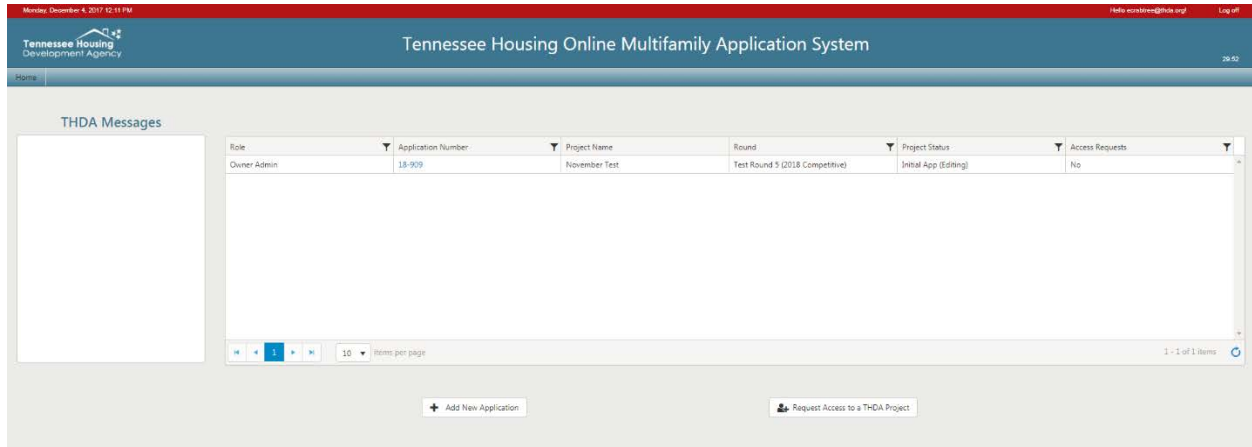 Monday, December 4, 2017 12:11 PM
Hello ecrabtree@thda.org!
Log off
Tennessee Housing
Development Agency
Tennessee Housing Online Multifamily Application System
29:52
Home
THDA Messages
Role Application Number Project Name Round Project Status Access Requests
Owner Admin 18-909 November Test Test Round 5 (2018 Competitive) Initial App (Editing) No
1 10 items per page 1 - 1 of 1 items
Add New Application
Request Access to a THDA Project